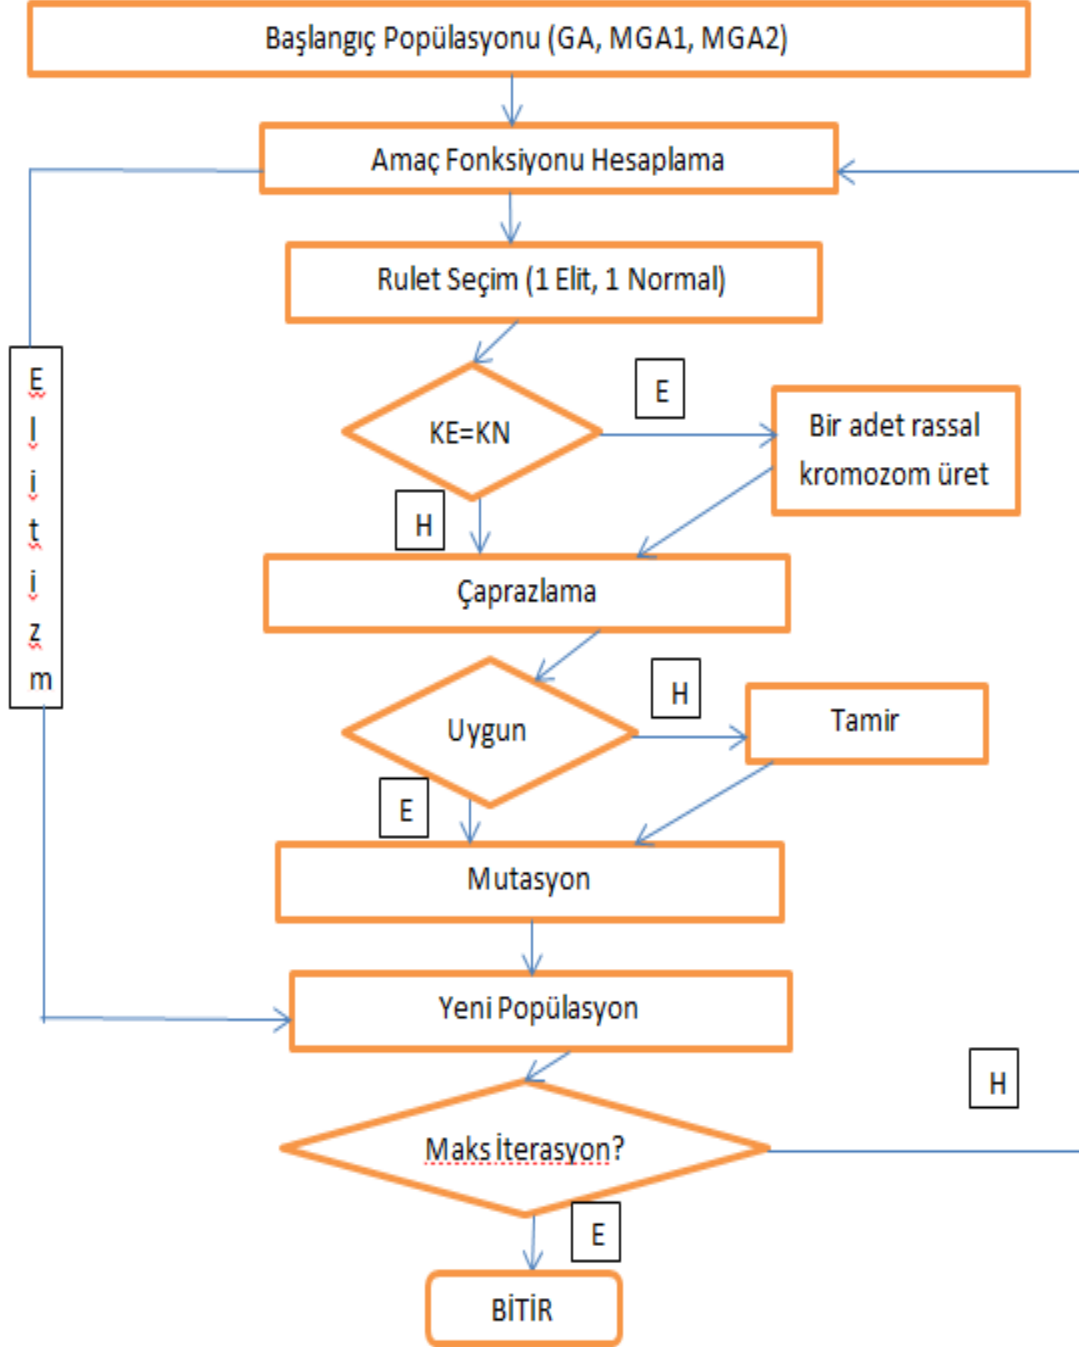 Başlangıç Popülasyonu (GA, MGA1, MGA2)
Amaç Fonksiyonu Hesaplama
Rulet Seçim (1 Elit, 1 Normal)
E
l
i
t
i
z
m
KE=KN
E
Bir adet rassal
kromozom üret
H
Çaprazlama
Uygun
H
Tamir
E
Mutasyon
Yeni Popülasyon
H
Maks İterasyon?
E
BİTİR